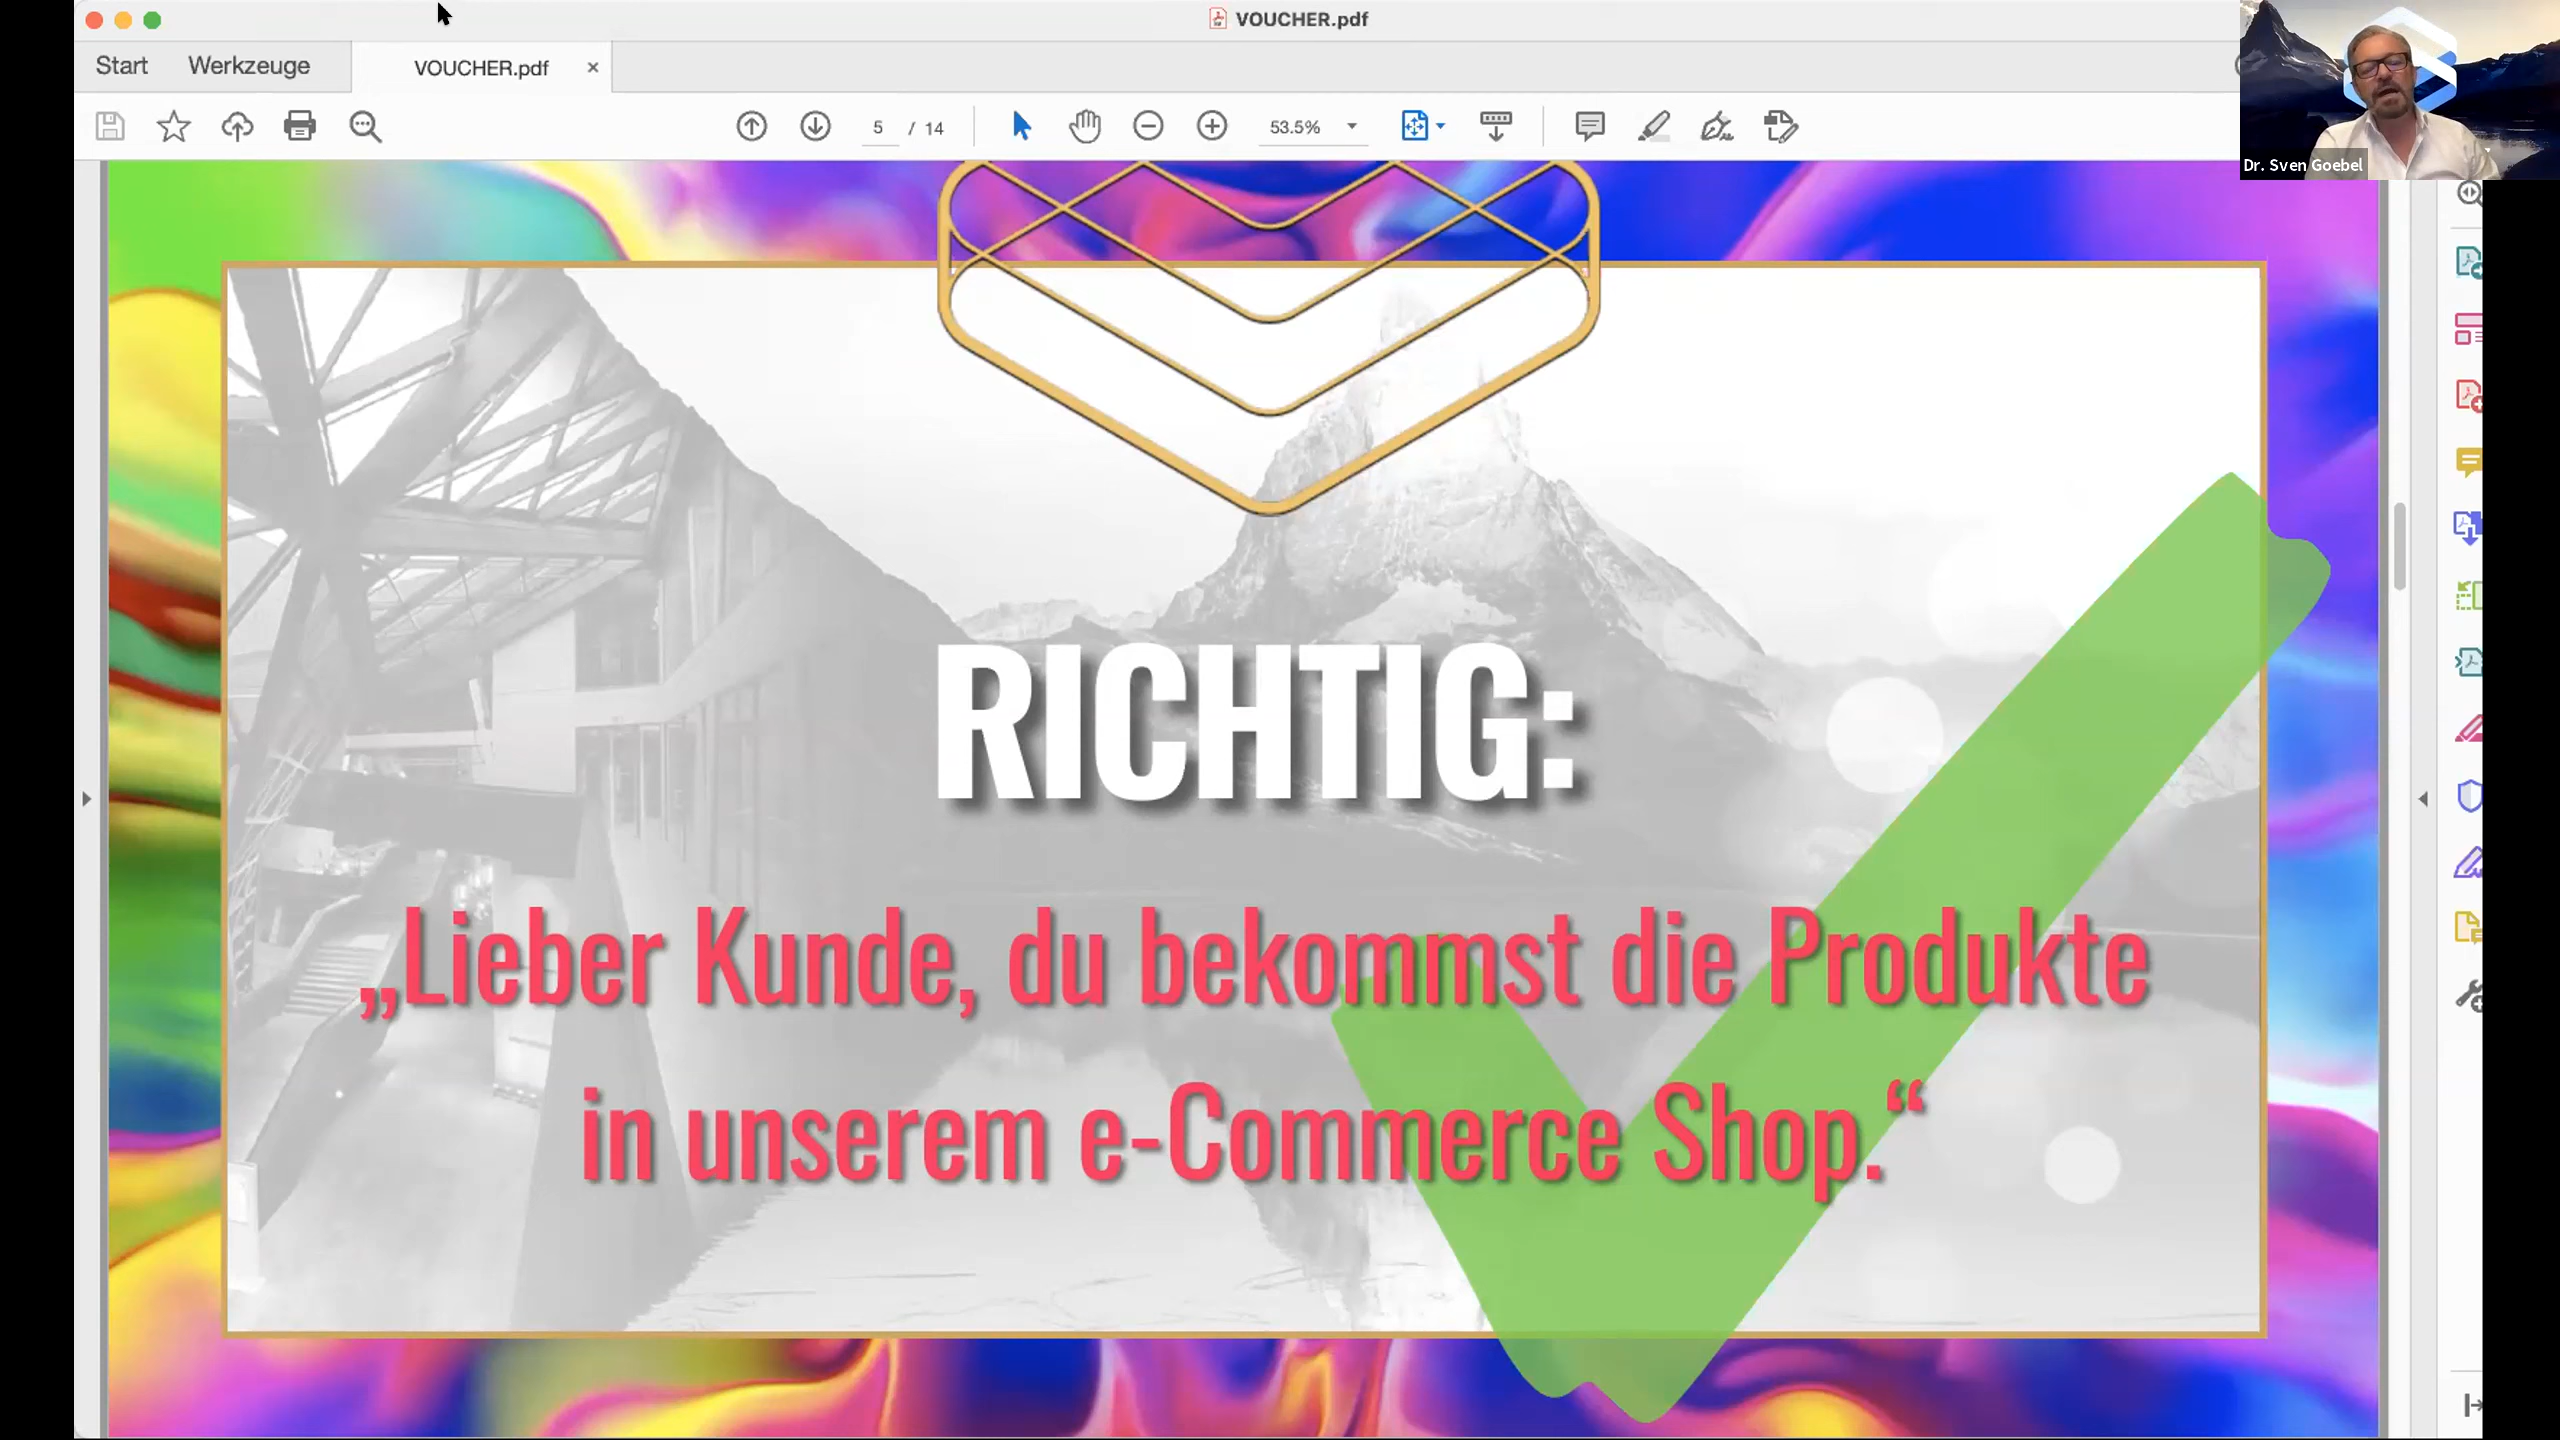 VOUCHER.pdf
Start
Werkzeuge
VOUCHER.pdf
5 / 14
53.5%
Dr. Sven Goebel
RICHTIG:
„Lieber Kunde, du bekommst die Produkte
in unserem e-Commerce Shop.“